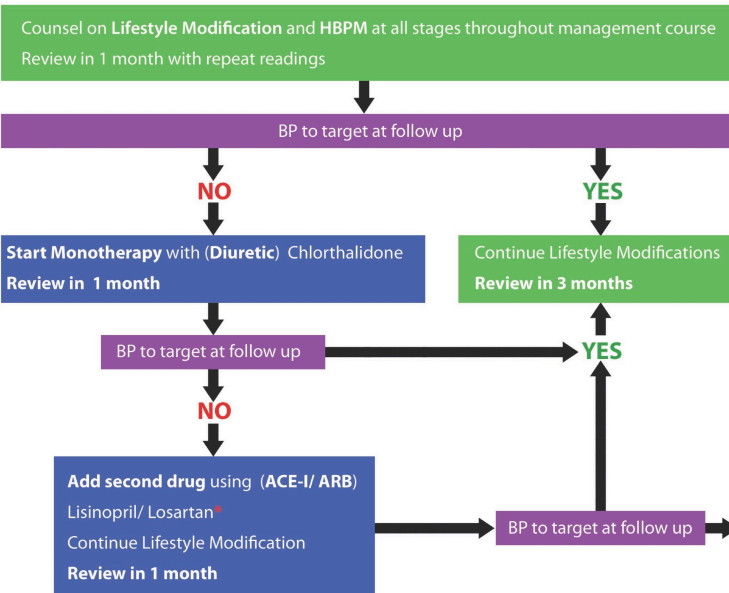 Counsel on Lifestyle Modification and HBPM at all stages throughout management course
Review in 1 month with repeat readings
BP to target at follow up
NO
YES
Start Monotherapy with (Diuretic) Chlorthalidone
Review in 1 month
Continue Lifestyle Modifications
Review in 3 months
BP to target at follow up
YES
NO
Add second drug using (ACE-I/ ARB)
Lisinopril/ Losartan*
Continue Lifestyle Modification
Review in 1 month
BP to target at follow up